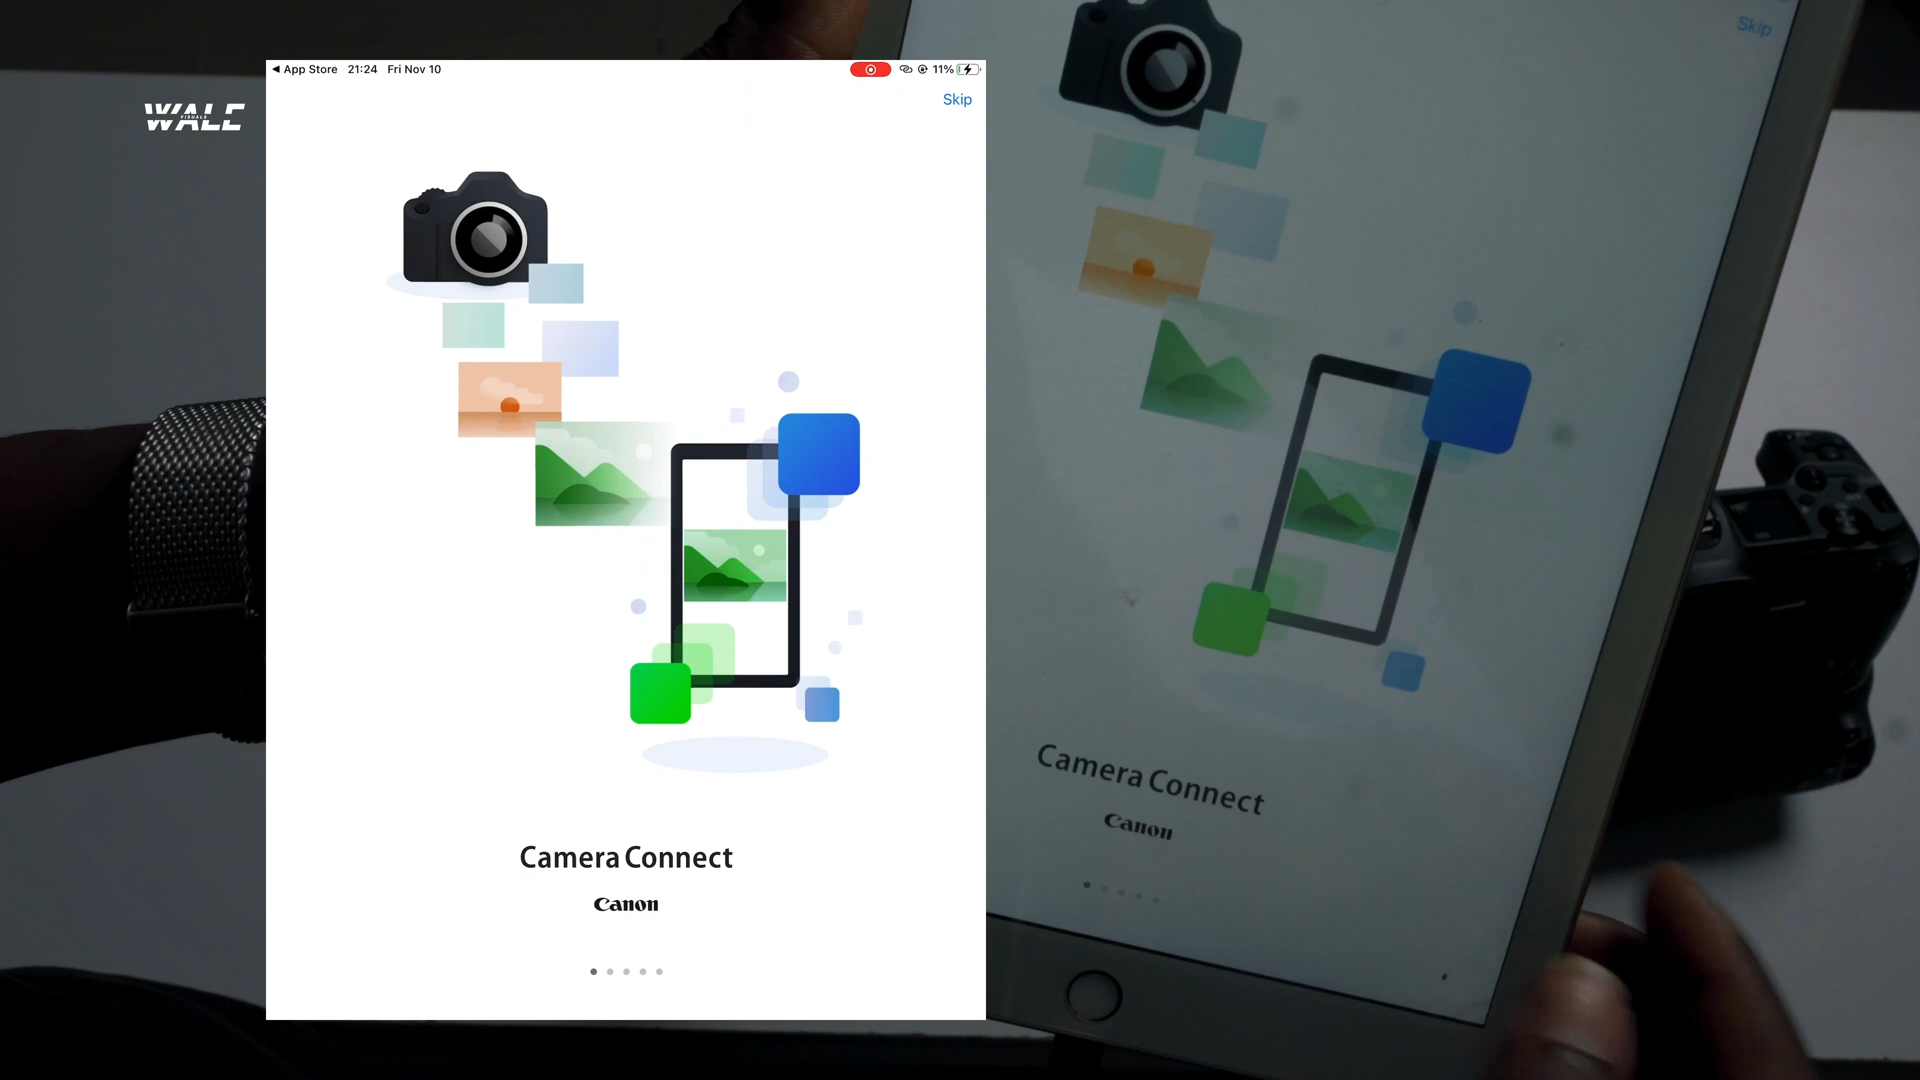 Skip
◀ App Store 21:24 Fri Nov 10 11%
Skip
WALE
VISUALS
Camera Connect
Canon
Camera Connect
Canon